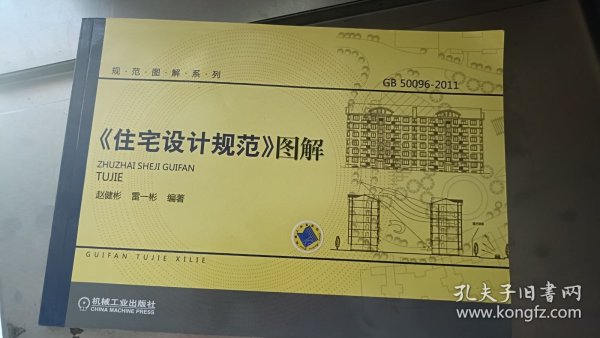 规·范·图·解·系·列
GB 50096-2011
《住宅设计规范》图解
ZHUZHAI SHEJI GUIFAN
TUJIE
赵健彬 雷一彬 编著
GUIFAN TUJIE XILIE
机械工业出版社
CHINA MACHINE PRESS
孔夫子旧书网
www.kongfz.com